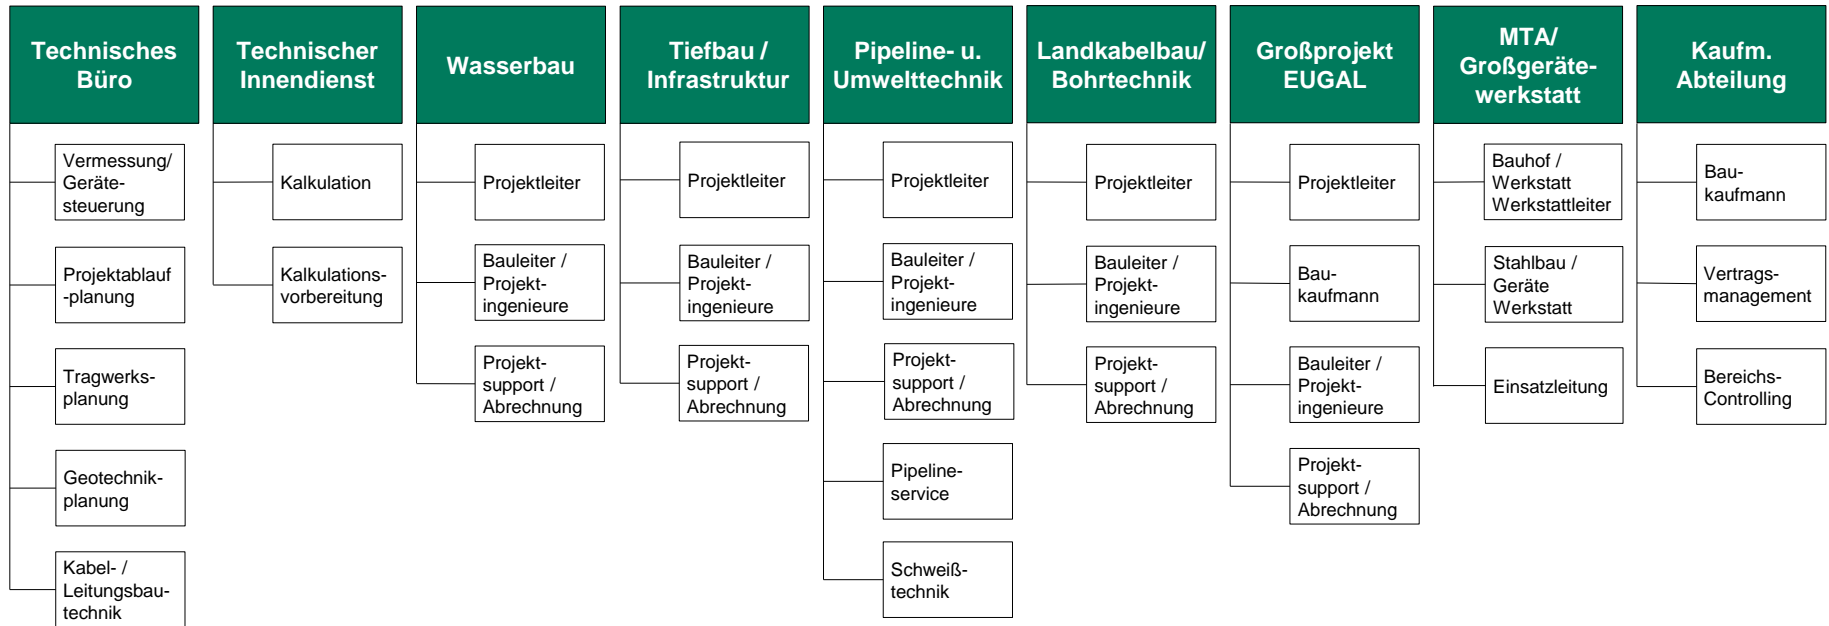 Technisches
Büro
Vermessung/
Geräte-
steuerung
Projektablauf
-planung
Tragwerks-
planung
Geotechnik-
planung
Kabel- /
Leitungsbau-
technik
Technischer
Innendienst
Kalkulation
Kalkulations-
vorbereitung
Wasserbau
Projektleiter
Bauleiter /
Projekt-
ingenieure
Projekt-
support /
Abrechnung
Tiefbau /
Infrastruktur
Projektleiter
Bauleiter /
Projekt-
ingenieure
Projekt-
support /
Abrechnung
Pipeline- u.
Umwelttechnik
Projektleiter
Bauleiter /
Projekt-
ingenieure
Projekt-
support /
Abrechnung
Pipeline-
service
Schweiß-
technik
Landkabelbau/
Bohrtechnik
Projektleiter
Bauleiter /
Projekt-
ingenieure
Projekt-
support /
Abrechnung
Großprojekt
EUGAL
Projektleiter
Bau-
kaufmann
Bauleiter /
Projekt-
ingenieure
Projekt-
support /
Abrechnung
MTA/
Großgeräte-
werkstatt
Bauhof /
Werkstatt
Werkstattleiter
Stahlbau /
Geräte
Werkstatt
Einsatzleitung
Kaufm.
Abteilung
Bau-
kaufmann
Vertrags-
management
Bereichs-
Controlling